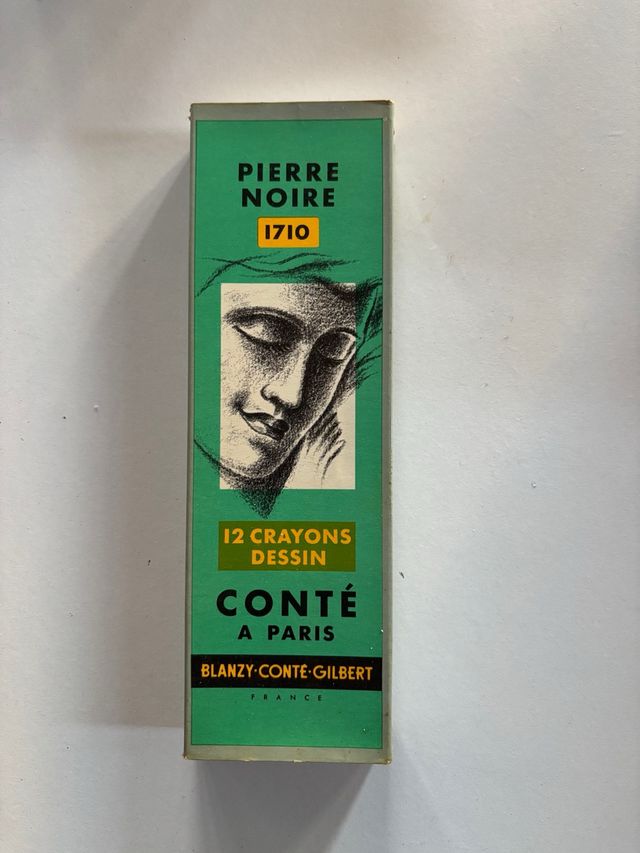 PIERRE
NOIRE
1710
12 CRAYONS
DESSIN
CONTÉ
A PARIS
BLANZY·CONTÉ·GILBERT
FRANCE